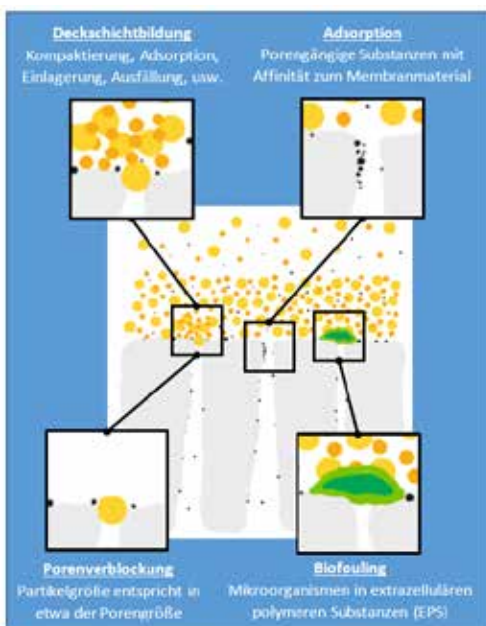 Deckschichtbildung
Kompaktierung, Adsorption,
Einlagerung, Ausfällung, usw.
Adsorption
Porengängige Substanzen mit
Affinität zum Membranmaterial
Porenverblockung
Partikelgröße entspricht in
etwa der Porengröße
Biofouling
Mikroorganismen in extrazellulären
polymeren Substanzen (EPS)